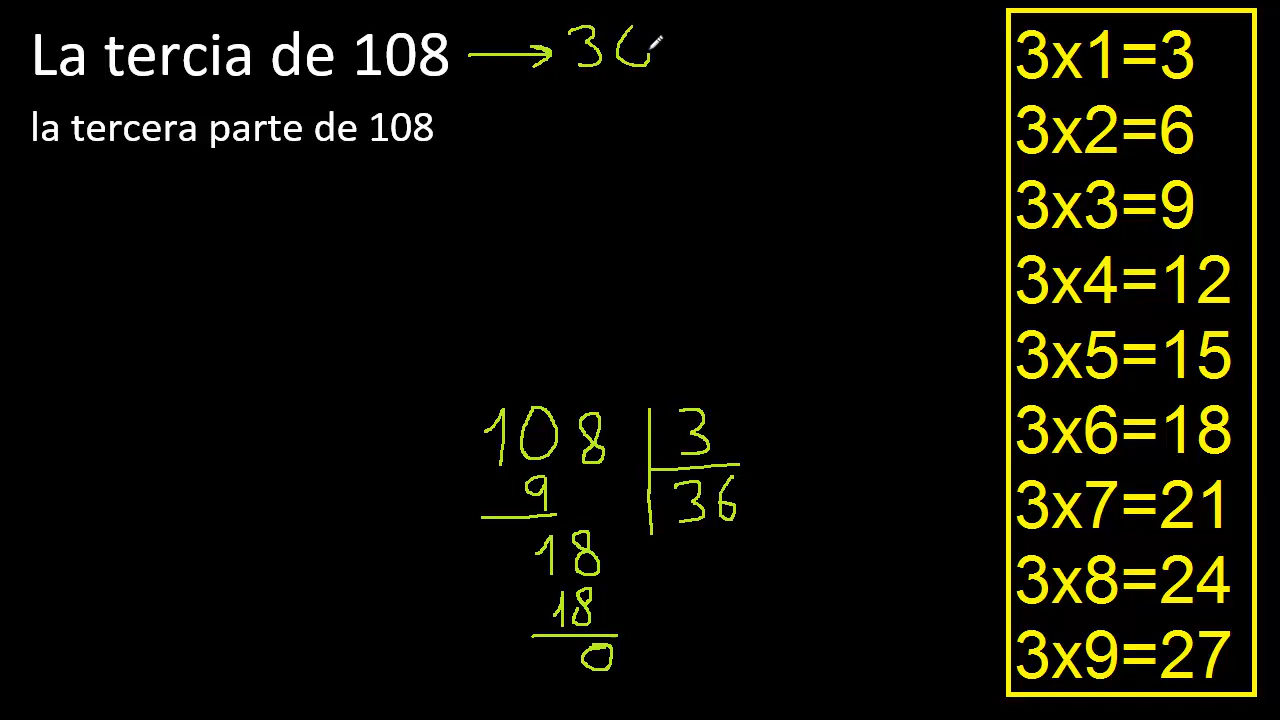 La tercia de 108 → 36
la tercera parte de 108
108 | 3
9 36
18
18
0
3x1=3
3x2=6
3x3=9
3x4=12
3x5=15
3x6=18
3x7=21
3x8=24
3x9=27